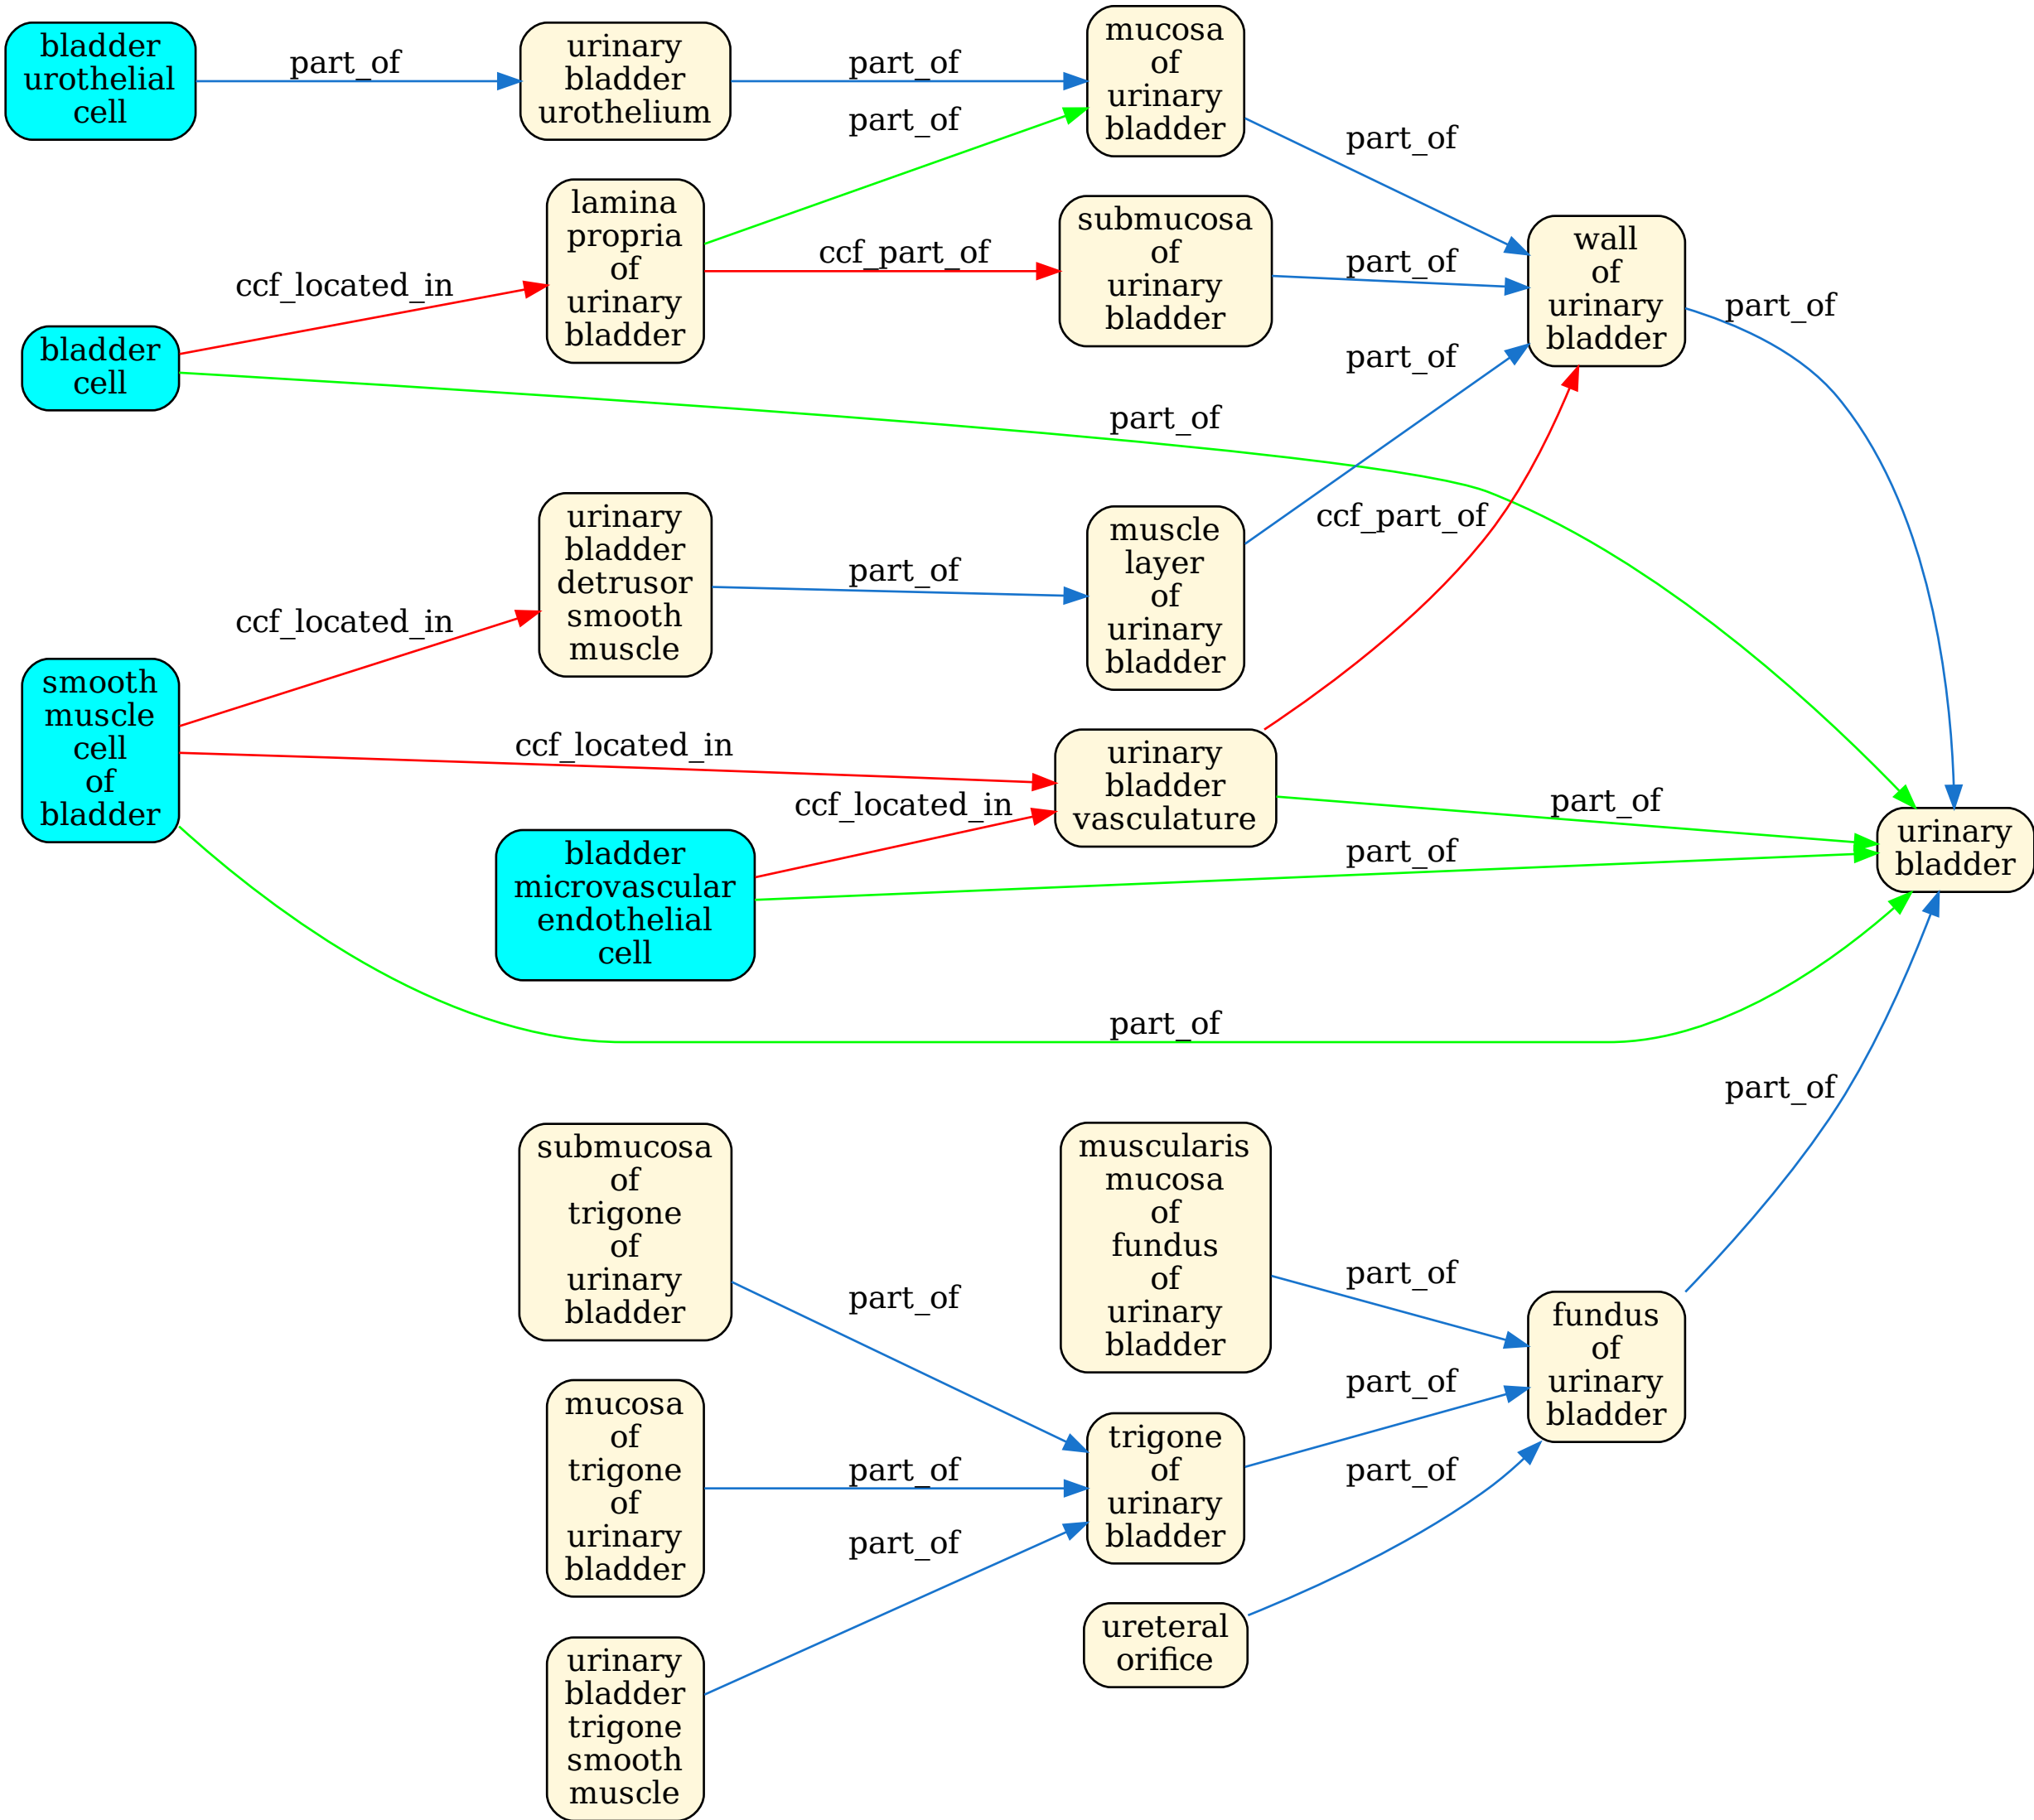 bladder
urothelial
cell
part_of
urinary
bladder
urothelium
part_of
mucosa
of
urinary
bladder
part_of
part_of
lamina
propria
of
urinary
bladder
ccf_part_of
submucosa
of
urinary
bladder
part_of
wall
of
urinary
bladder
part_of
ccf_located_in
bladder
cell
part_of
part_of
urinary
bladder
detrusor
smooth
muscle
part_of
muscle
layer
of
urinary
bladder
ccf_part_of
ccf_located_in
smooth
muscle
cell
of
bladder
ccf_located_in
urinary
bladder
vasculature
part_of
ccf_located_in
bladder
microvascular
endothelial
cell
part_of
urinary
bladder
part_of
part_of
submucosa
of
trigone
of
urinary
bladder
part_of
muscularis
mucosa
of
fundus
of
urinary
bladder
part_of
fundus
of
urinary
bladder
mucosa
of
trigone
of
urinary
bladder
part_of
trigone
of
urinary
bladder
part_of
part_of
part_of
ureteral
orifice
urinary
bladder
trigone
smooth
muscle